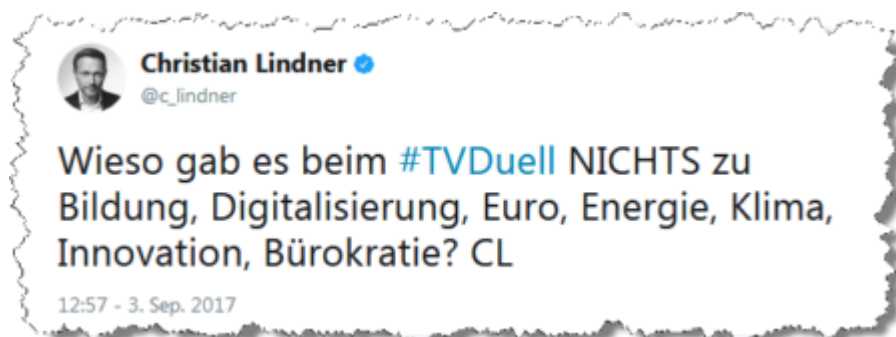 Christian Lindner
@c_lindner
Wieso gab es beim #TVDuell NICHTS zu
Bildung, Digitalisierung, Euro, Energie, Klima,
Innovation, Bürokratie? CL
12:57 - 3. Sep. 2017